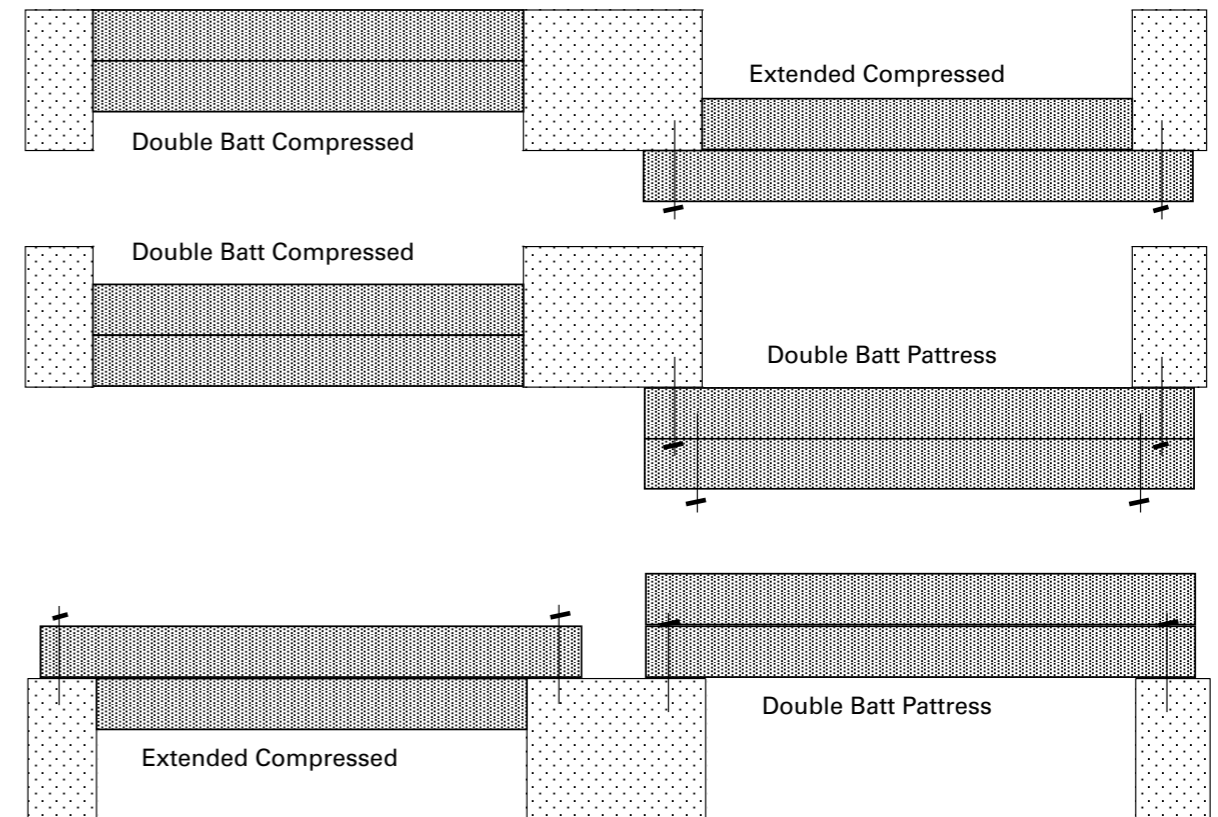 Extended Compressed
Double Batt Compressed
Double Batt Compressed
Double Batt Pattress
Double Batt Pattress
Extended Compressed